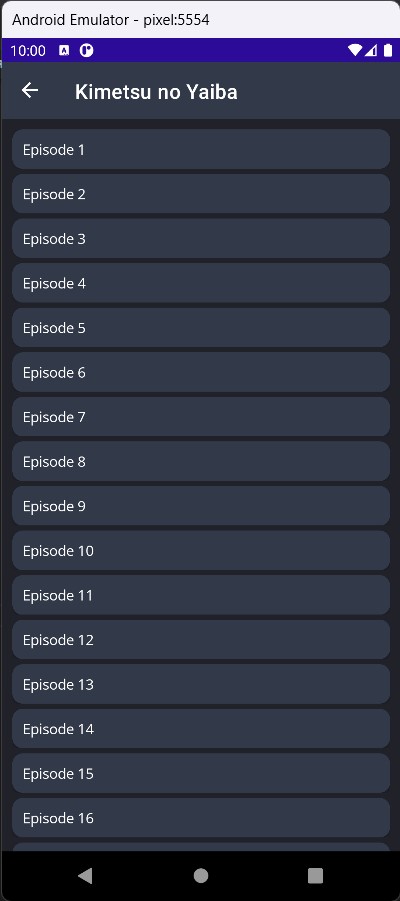 Android Emulator - pixel:5554
10:00
Kimetsu no Yaiba
Episode 1
Episode 2
Episode 3
Episode 4
Episode 5
Episode 6
Episode 7
Episode 8
Episode 9
Episode 10
Episode 11
Episode 12
Episode 13
Episode 14
Episode 15
Episode 16